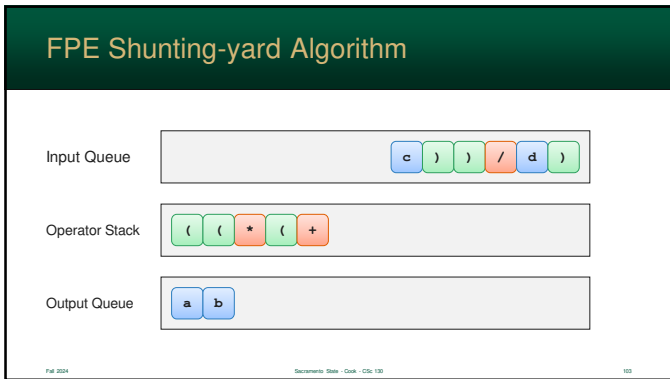 FPE Shunting-yard Algorithm
Input Queue c ) ) / d )
Operator Stack ( ( * ( +
Output Queue a b
Fall 2024 Sacramento State - Cook - CSc 130 103